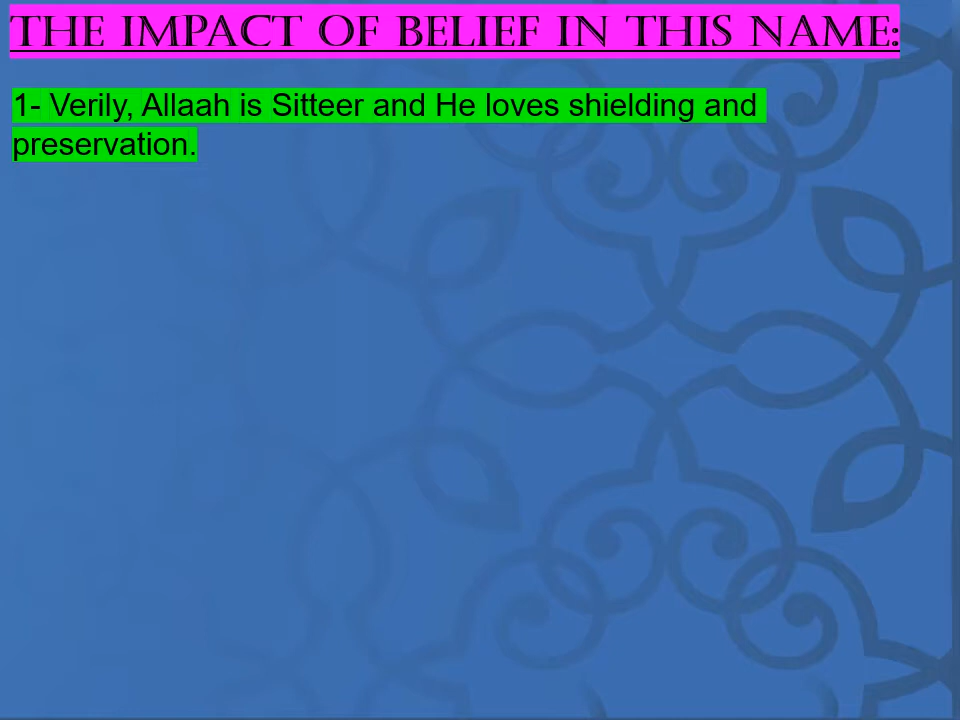 THE IMPACT OF BELIEF IN THIS NAME:
1- Verily, Allaah is Sitteer and He loves shielding and
preservation.